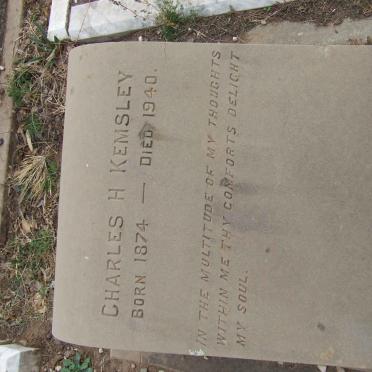 CHARLES H KEMSLEY
BORN 1874 — DIED 1940.
IN THE MULTITUDE OF MY THOUGHTS
WITHIN ME THY COMFORTS DELIGHT
MY SOUL.